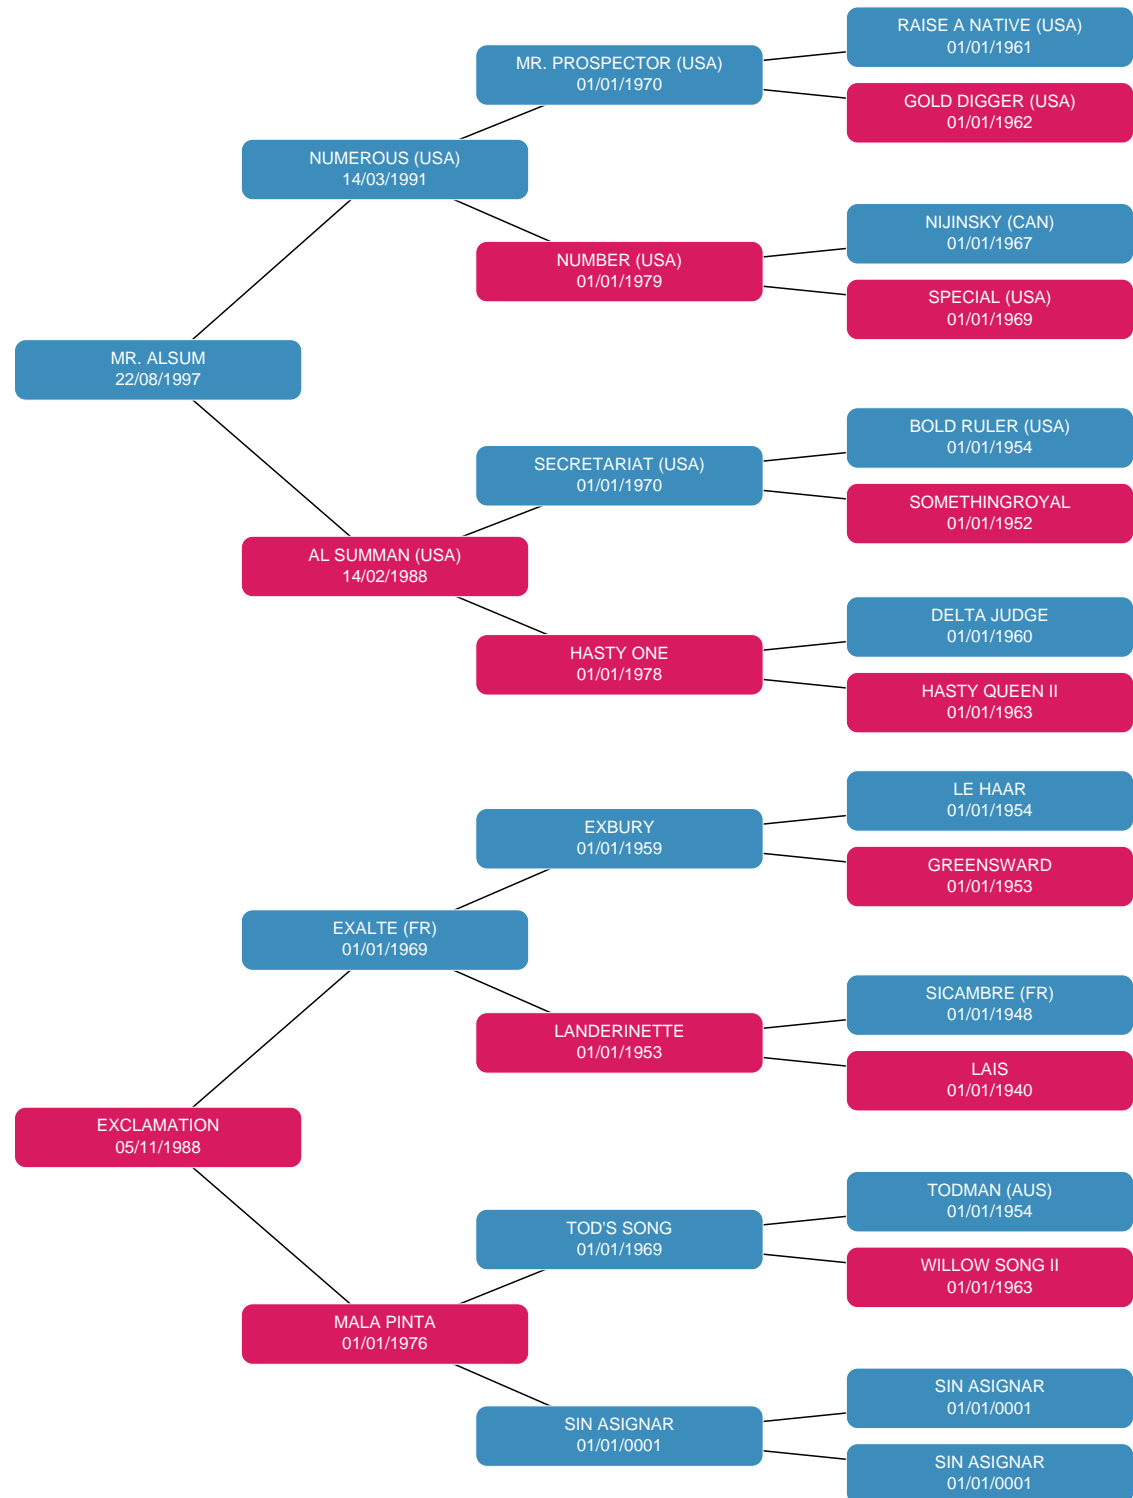 RAISE A NATIVE (USA)
01/01/1961
MR. PROSPECTOR (USA)
01/01/1970
GOLD DIGGER (USA)
01/01/1962
NUMEROUS (USA)
14/03/1991
NIJINSKY (CAN)
01/01/1967
NUMBER (USA)
01/01/1979
SPECIAL (USA)
01/01/1969
MR. ALSUM
22/08/1997
BOLD RULER (USA)
01/01/1954
SECRETARIAT (USA)
01/01/1970
SOMETHINGROYAL
01/01/1952
AL SUMMAN (USA)
14/02/1988
DELTA JUDGE
01/01/1960
HASTY ONE
01/01/1978
HASTY QUEEN II
01/01/1963
LE HAAR
01/01/1954
EXBURY
01/01/1959
GREENSWARD
01/01/1953
EXALTE (FR)
01/01/1969
SICAMBRE (FR)
01/01/1948
LANDERINETTE
01/01/1953
LAIS
01/01/1940
EXCLAMATION
05/11/1988
TODMAN (AUS)
01/01/1954
TOD'S SONG
01/01/1969
WILLOW SONG II
01/01/1963
MALA PINTA
01/01/1976
SIN ASIGNAR
01/01/0001
SIN ASIGNAR
01/01/0001
SIN ASIGNAR
01/01/0001